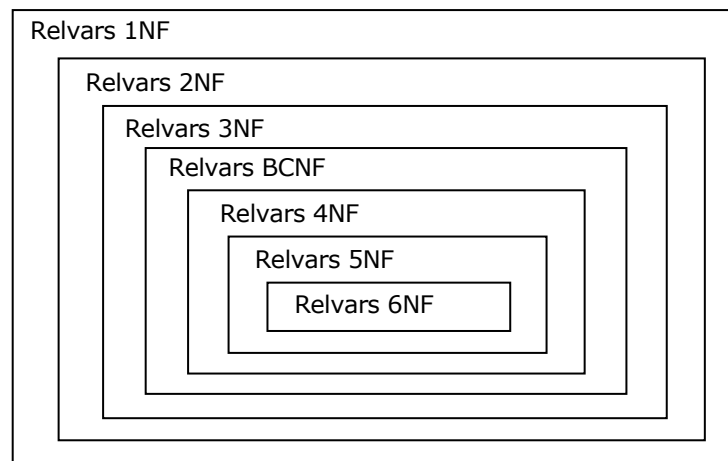 Relvars 1NF
Relvars 2NF
Relvars 3NF
Relvars BCNF
Relvars 4NF
Relvars 5NF
Relvars 6NF